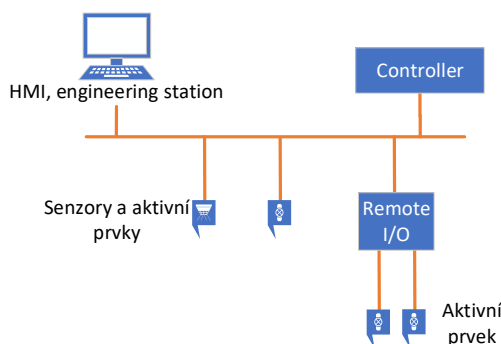 Controller
HMI, engineering station
Senzory a aktivní
prvky
Remote
I/O
Aktivní
prvek